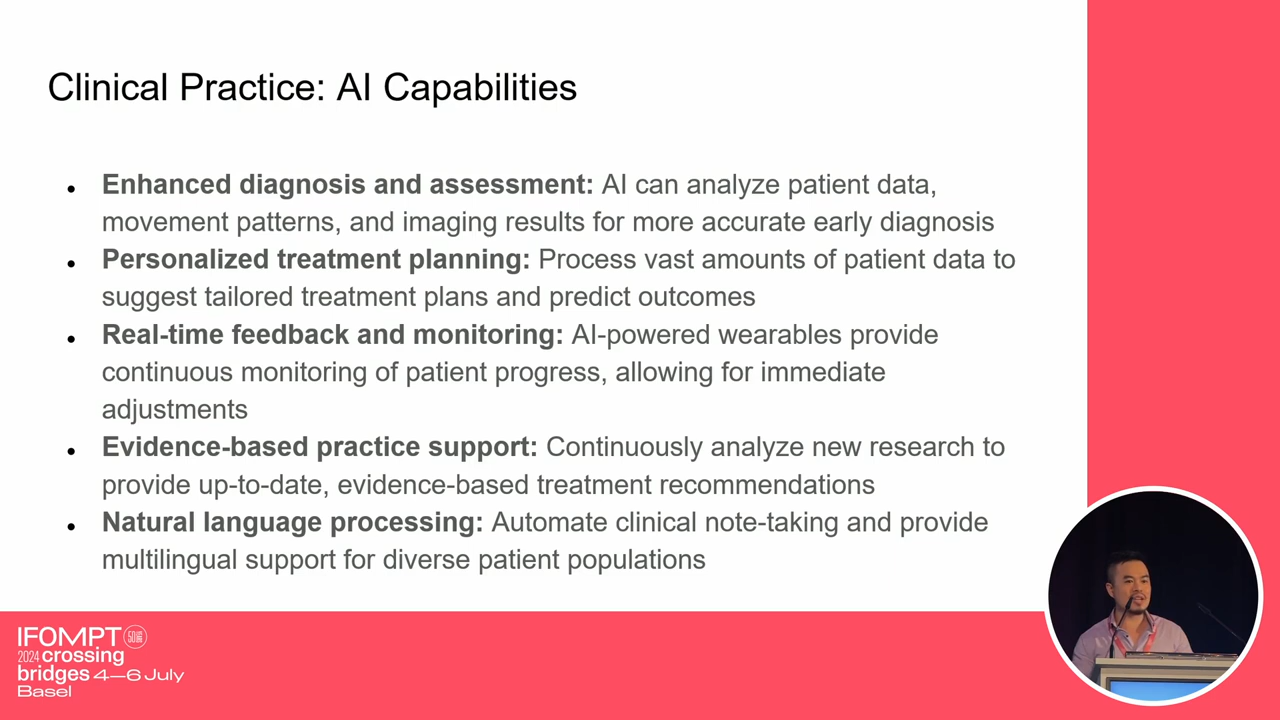 Clinical Practice: AI Capabilities
Enhanced diagnosis and assessment: AI can analyze patient data,
movement patterns, and imaging results for more accurate early diagnosis
Personalized treatment planning: Process vast amounts of patient data to
suggest tailored treatment plans and predict outcomes
Real-time feedback and monitoring: AI-powered wearables provide
continuous monitoring of patient progress, allowing for immediate
adjustments
Evidence-based practice support: Continuously analyze new research to
provide up-to-date, evidence-based treatment recommendations
Natural language processing: Automate clinical note-taking and provide
multilingual support for diverse patient populations
IFOMPT
2024 crossing
bridges 4—6 July
Basel